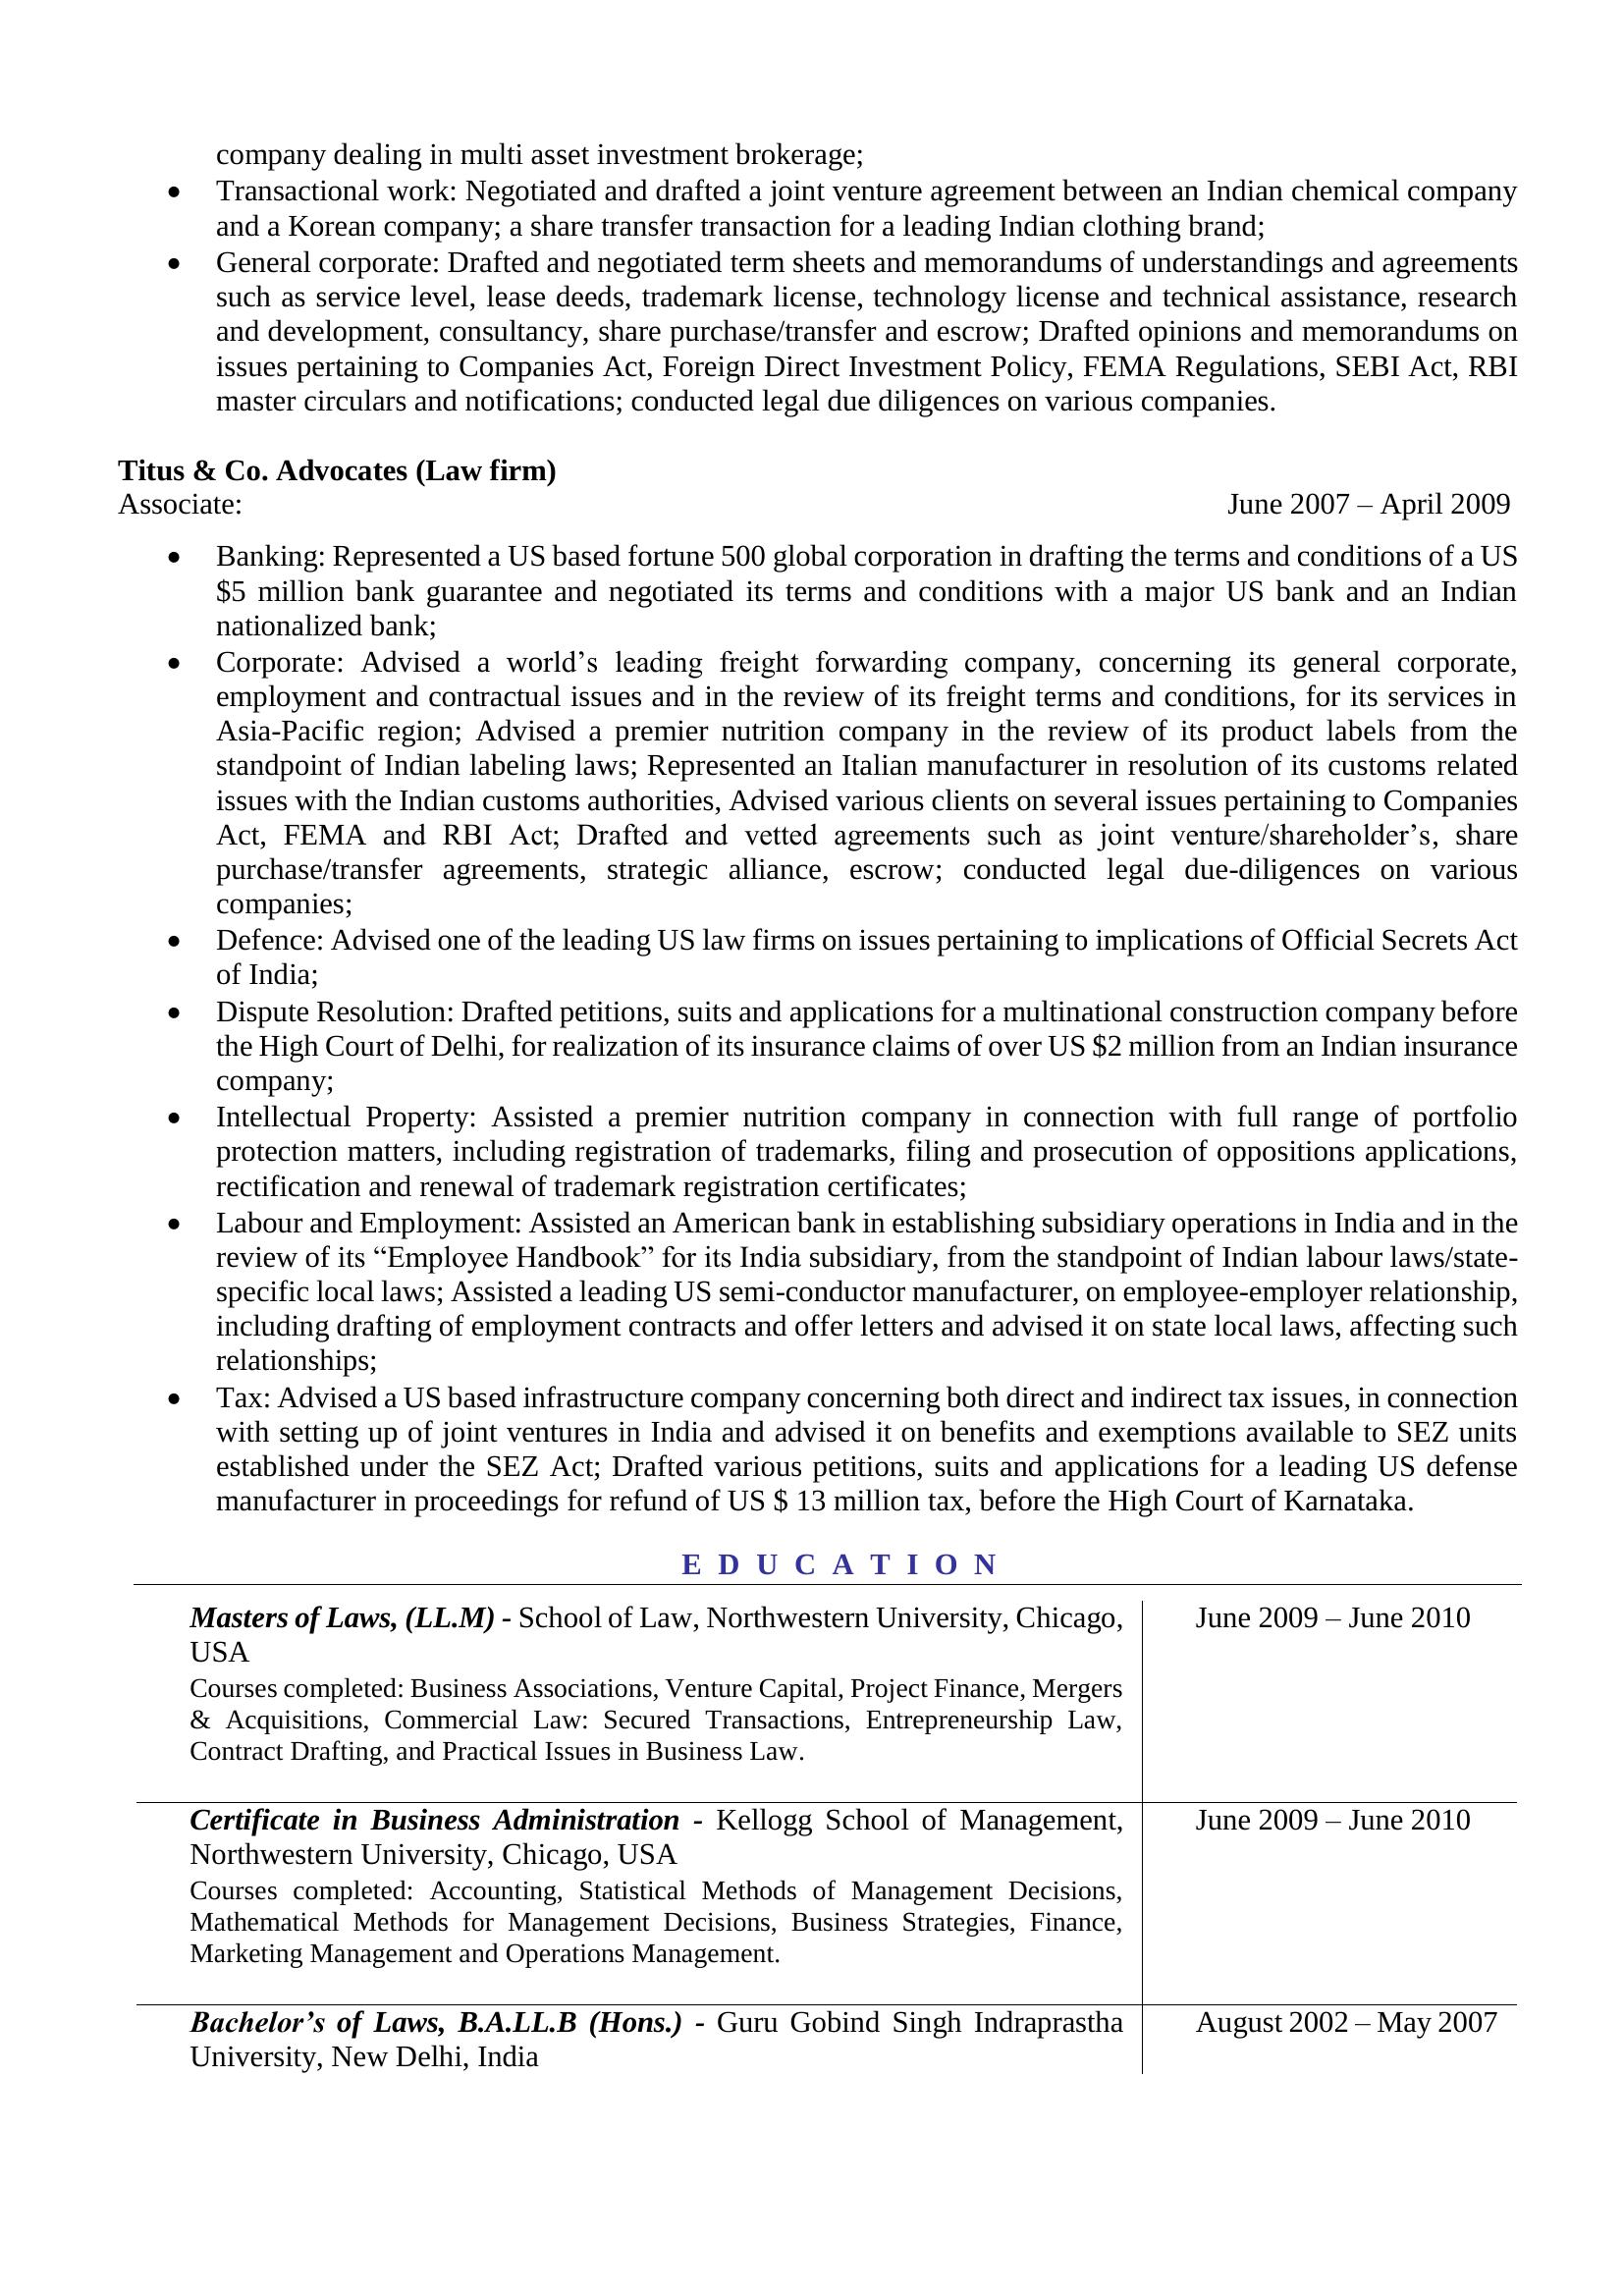 company dealing in multi asset investment brokerage;
• Transactional work: Negotiated and drafted a joint venture agreement between an Indian chemical company
and a Korean company; a share transfer transaction for a leading Indian clothing brand;
• General corporate: Drafted and negotiated term sheets and memorandums of understandings and agreements
such as service level, lease deeds, trademark license, technology license and technical assistance, research
and development, consultancy, share purchase/transfer and escrow; Drafted opinions and memorandums on
issues pertaining to Companies Act, Foreign Direct Investment Policy, FEMA Regulations, SEBI Act, RBI
master circulars and notifications; conducted legal due diligences on various companies.
Titus & Co. Advocates (Law firm)
Associate: June 2007 – April 2009
• Banking: Represented a US based fortune 500 global corporation in drafting the terms and conditions of a US
$5 million bank guarantee and negotiated its terms and conditions with a major US bank and an Indian
nationalized bank;
• Corporate: Advised a world’s leading freight forwarding company, concerning its general corporate,
employment and contractual issues and in the review of its freight terms and conditions, for its services in
Asia-Pacific region; Advised a premier nutrition company in the review of its product labels from the
standpoint of Indian labeling laws; Represented an Italian manufacturer in resolution of its customs related
issues with the Indian customs authorities, Advised various clients on several issues pertaining to Companies
Act, FEMA and RBI Act; Drafted and vetted agreements such as joint venture/shareholder’s, share
purchase/transfer agreements, strategic alliance, escrow; conducted legal due-diligences on various
companies;
• Defence: Advised one of the leading US law firms on issues pertaining to implications of Official Secrets Act
of India;
• Dispute Resolution: Drafted petitions, suits and applications for a multinational construction company before
the High Court of Delhi, for realization of its insurance claims of over US $2 million from an Indian insurance
company;
• Intellectual Property: Assisted a premier nutrition company in connection with full range of portfolio
protection matters, including registration of trademarks, filing and prosecution of oppositions applications,
rectification and renewal of trademark registration certificates;
• Labour and Employment: Assisted an American bank in establishing subsidiary operations in India and in the
review of its “Employee Handbook” for its India subsidiary, from the standpoint of Indian labour laws/state-
specific local laws; Assisted a leading US semi-conductor manufacturer, on employee-employer relationship,
including drafting of employment contracts and offer letters and advised it on state local laws, affecting such
relationships;
• Tax: Advised a US based infrastructure company concerning both direct and indirect tax issues, in connection
with setting up of joint ventures in India and advised it on benefits and exemptions available to SEZ units
established under the SEZ Act; Drafted various petitions, suits and applications for a leading US defense
manufacturer in proceedings for refund of US $ 13 million tax, before the High Court of Karnataka.
E D U C A T I O N
Masters of Laws, (LL.M) - School of Law, Northwestern University, Chicago, June 2009 – June 2010
USA
Courses completed: Business Associations, Venture Capital, Project Finance, Mergers
& Acquisitions, Commercial Law: Secured Transactions, Entrepreneurship Law,
Contract Drafting, and Practical Issues in Business Law.
Certificate in Business Administration - Kellogg School of Management, June 2009 – June 2010
Northwestern University, Chicago, USA
Courses completed: Accounting, Statistical Methods of Management Decisions,
Mathematical Methods for Management Decisions, Business Strategies, Finance,
Marketing Management and Operations Management.
Bachelor’s of Laws, B.A.LL.B (Hons.) - Guru Gobind Singh Indraprastha August 2002 – May 2007
University, New Delhi, India